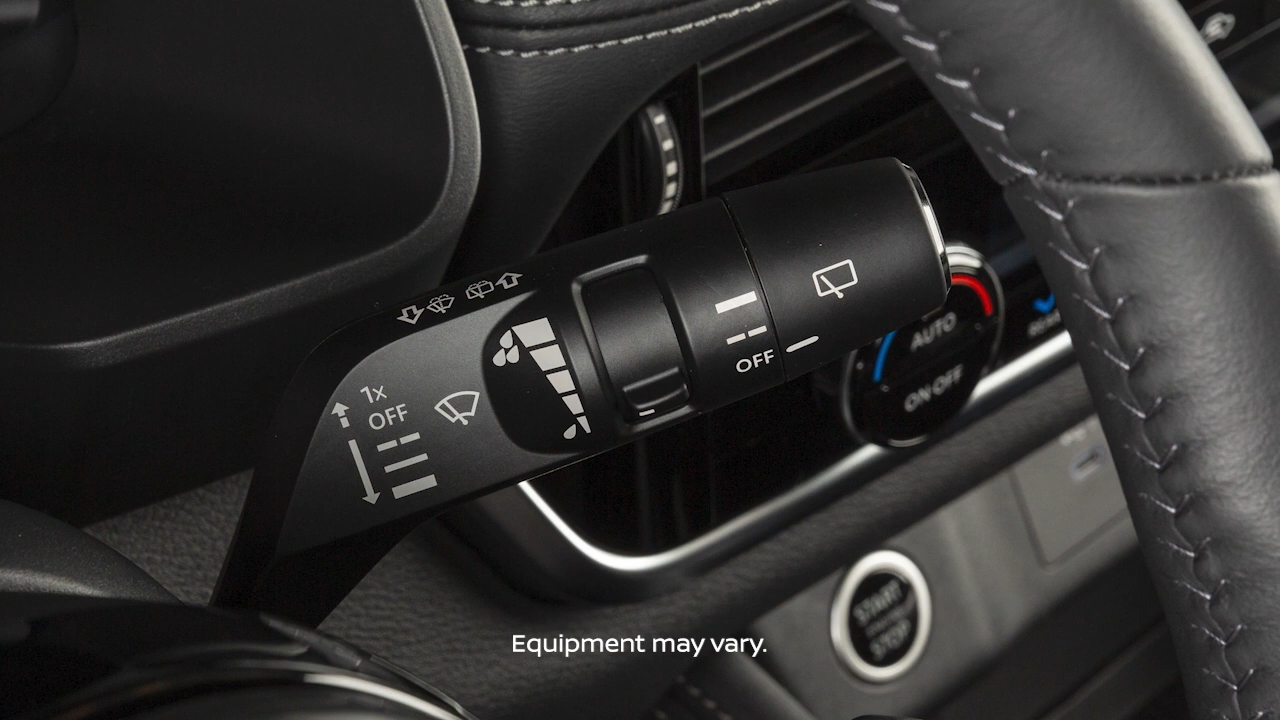 1x
OFF
OFF
AUTO
ON·OFF
START
STOP
Equipment may vary.